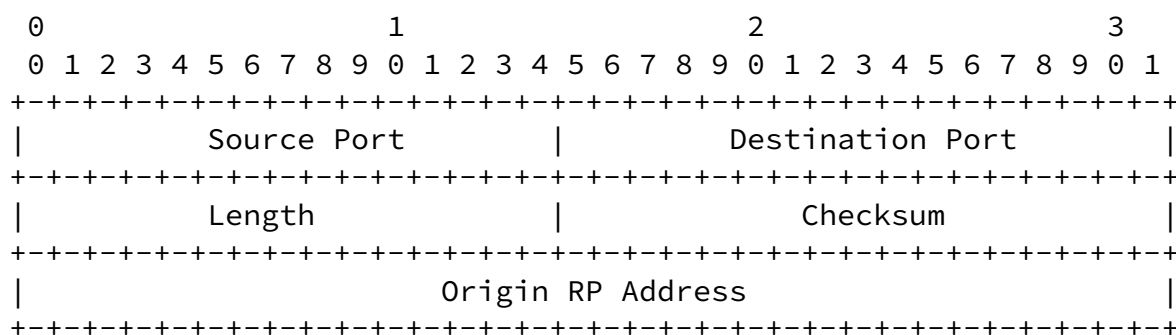 0                   1                   2                   3
 0 1 2 3 4 5 6 7 8 9 0 1 2 3 4 5 6 7 8 9 0 1 2 3 4 5 6 7 8 9 0 1
+-+-+-+-+-+-+-+-+-+-+-+-+-+-+-+-+-+-+-+-+-+-+-+-+-+-+-+-+-+-+-+-+
|          Source Port        |         Destination Port        |
+-+-+-+-+-+-+-+-+-+-+-+-+-+-+-+-+-+-+-+-+-+-+-+-+-+-+-+-+-+-+-+-+
|          Length             |             Checksum            |
+-+-+-+-+-+-+-+-+-+-+-+-+-+-+-+-+-+-+-+-+-+-+-+-+-+-+-+-+-+-+-+-+
|                       Origin RP Address                       |
+-+-+-+-+-+-+-+-+-+-+-+-+-+-+-+-+-+-+-+-+-+-+-+-+-+-+-+-+-+-+-+-+